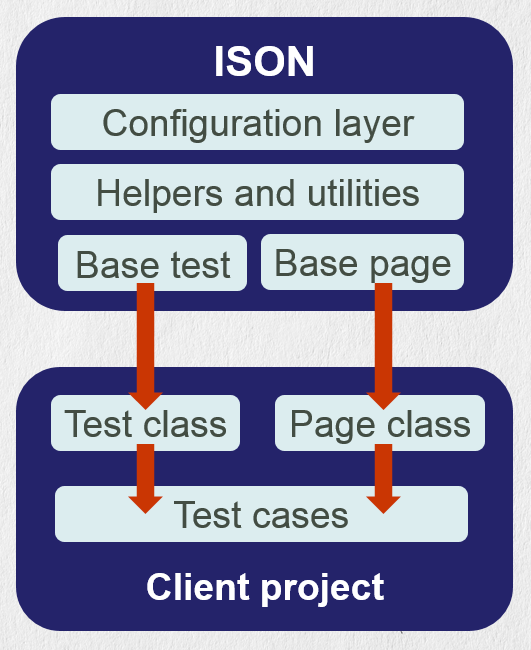 ISON
Configuration layer
Helpers and utilities
Base test
Base page
Test class
Page class
Test cases
Client project